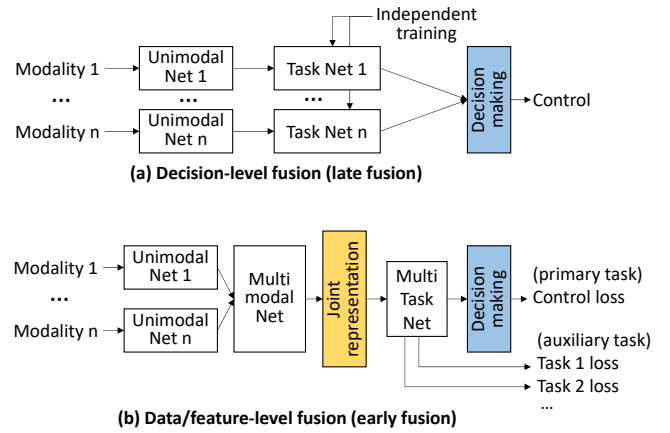 Independent
training
Modality 1
Unimodal
Net 1
Task Net 1
...
...
...
Decision
making
Control
Modality n
Unimodal
Net n
Task Net n
(a) Decision-level fusion (late fusion)
Modality 1
Unimodal
Net 1
...
Modality n
Unimodal
Net n
Multi
modal
Net
Joint
representation
Multi
Task
Net
Decision
making
(primary task)
Control loss
(auxiliary task)
Task 1 loss
Task 2 loss
...
(b) Data/feature-level fusion (early fusion)